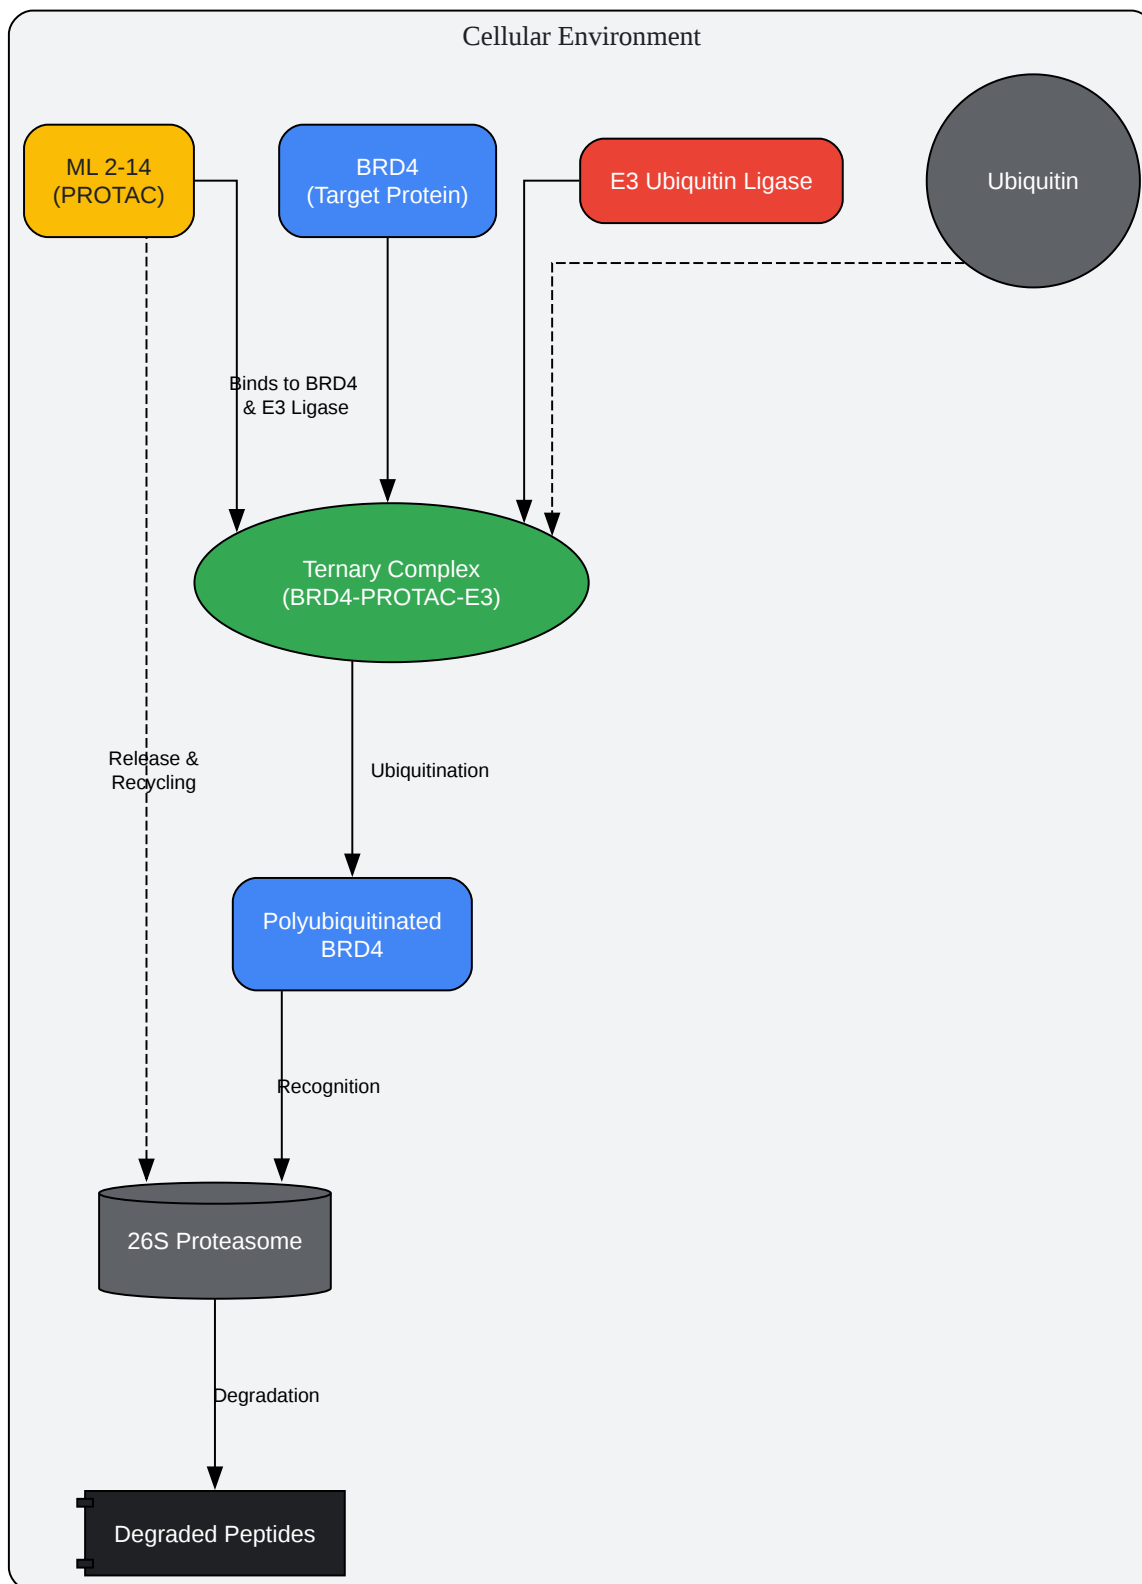 Cellular Environment
ML 2-14
(PROTAC)
BRD4
(Target Protein)
E3 Ubiquitin Ligase
Ubiquitin
Binds to BRD4
& E3 Ligase
Ternary Complex
(BRD4-PROTAC-E3)
Release &
Recycling
Ubiquitination
Polyubiquitinated
BRD4
Recognition
26S Proteasome
Degradation
Degraded Peptides